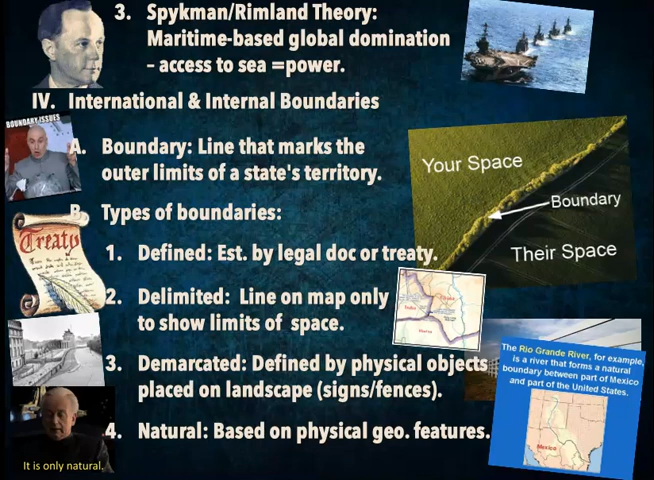 3. Spykman/Rimland Theory:
Maritime-based global domination
– access to sea =power.
IV. International & Internal Boundaries
BOUNDARY ISSUES
A. Boundary: Line that marks the
outer limits of a state's territory.
Your Space
Boundary
Their Space
B. Types of boundaries:
Treaty
1. Defined: Est. by legal doc or treaty.
2. Delimited: Line on map only
to show limits of space.
3. Demarcated: Defined by physical objects
placed on landscape (signs/fences).
The Rio Grande River, for example,
is a river that forms a natural
boundary between part of Mexico
and part of the United States.
Mexico
4. Natural: Based on physical geo. features.
It is only natural.